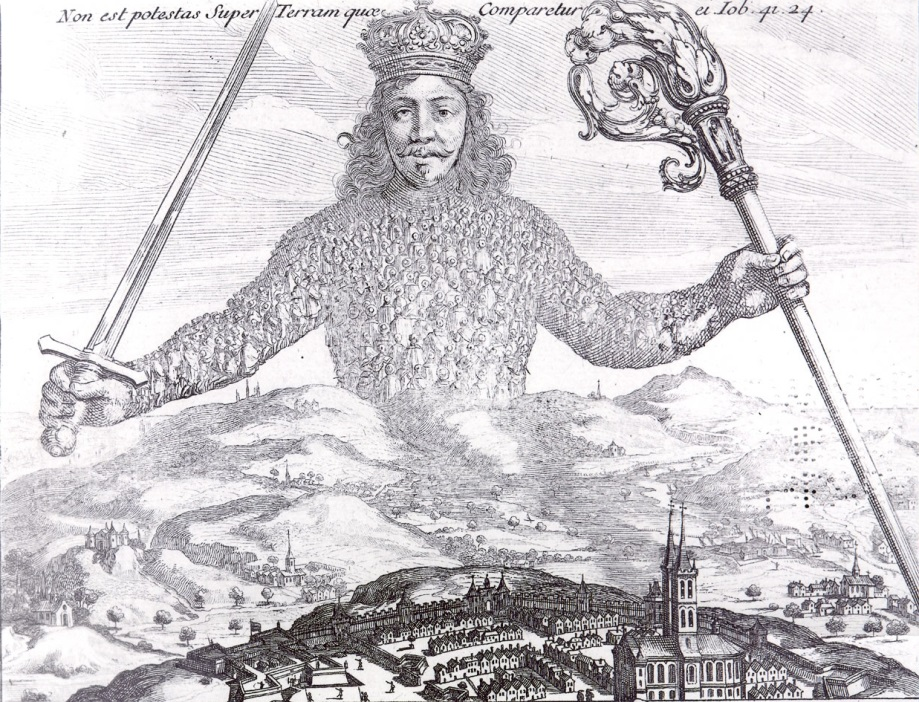 Non est potestas Super Terram quæ Comparetur ei Iob. 41. 24.